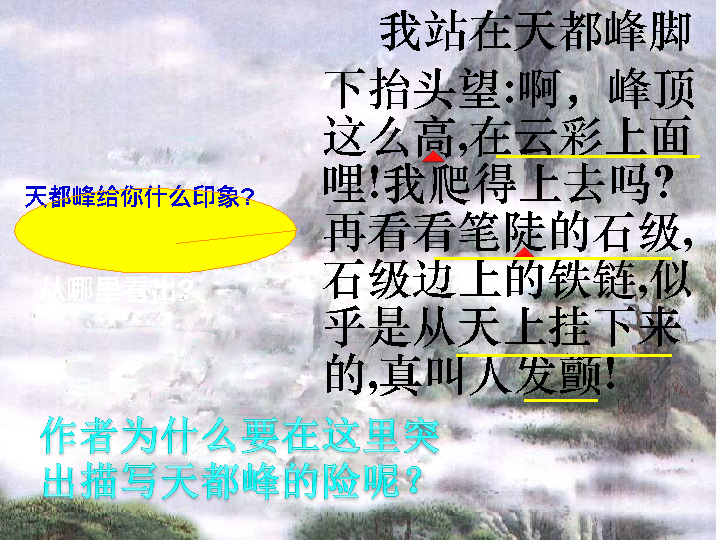 我站在天都峰脚
下抬头望:啊，峰顶
这么高,在云彩上面
哩!我爬得上去吗?
再看看笔陡的石级,
石级边上的铁链,似
乎是从天上挂下来
的,真叫人发颤!
天都峰给你什么印象?
从哪里看出?
作者为什么要在这里突
出描写天都峰的险呢？